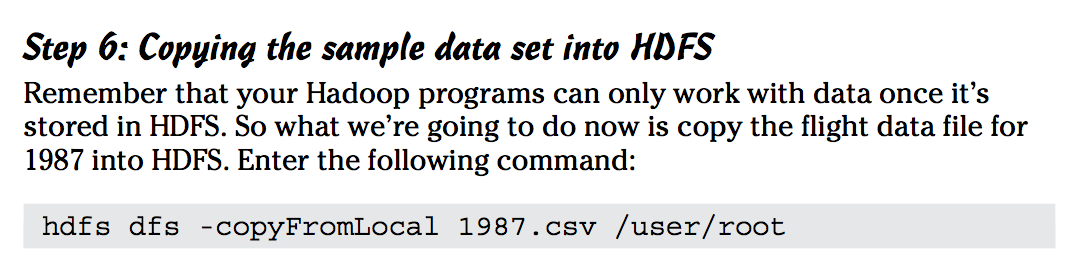 Step 6: Copying the sample data set into HDFS
Remember that your Hadoop programs can only work with data once it’s
stored in HDFS. So what we’re going to do now is copy the flight data file for
1987 into HDFS. Enter the following command:
hdfs dfs -copyFromLocal 1987.csv /user/root